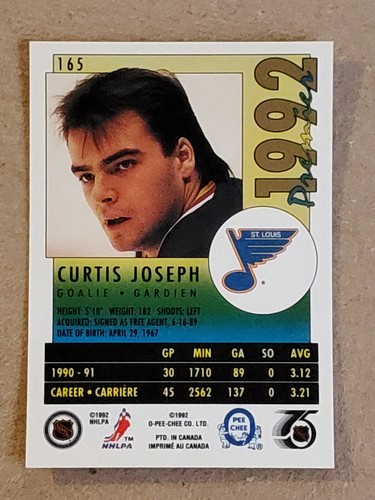 165
1992
Premier
ST. LOUIS
CURTIS JOSEPH
GOALIE • GARDIEN
HEIGHT: 5'10" WEIGHT: 182 SHOOTS: LEFT
ACQUIRED: SIGNED AS FREE AGENT, 6-16-89
DATE OF BIRTH: APRIL 29, 1967
GP MIN GA SO AVG
1990 - 91 30 1710 89 0 3.12
CAREER • CARRIÈRE 45 2562 137 0 3.21
©1992
NHLPA
NHLPA
©1992
O-PEE-CHEE CO. LTD.
PTD. IN CANADA
IMPRIMÉ AU CANADA
O-PEE-CHEE
NHL
75